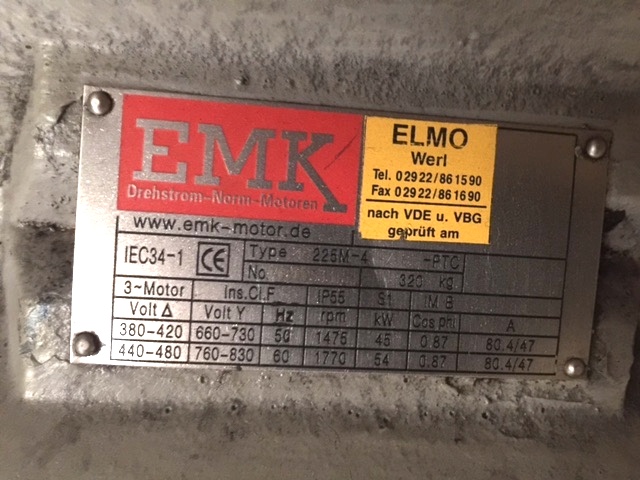 EMK
Drehstrom-Norm-Motoren
www.emk-motor.de
ELMO
Werl
Tel. 02922/861590
Fax 02922/861690
nach VDE u. VBG
geprüft am
IEC34-1 CE Type 225M-4 -PTC
No. 320 kg
3~Motor Ins.Cl.F IP55 S1 IM B
Volt Δ Volt Y Hz rpm kW Cos phi A
380-420 660-730 50 1475 45 0.87 80.4/47
440-480 760-830 60 1770 54 0.87 80.4/47